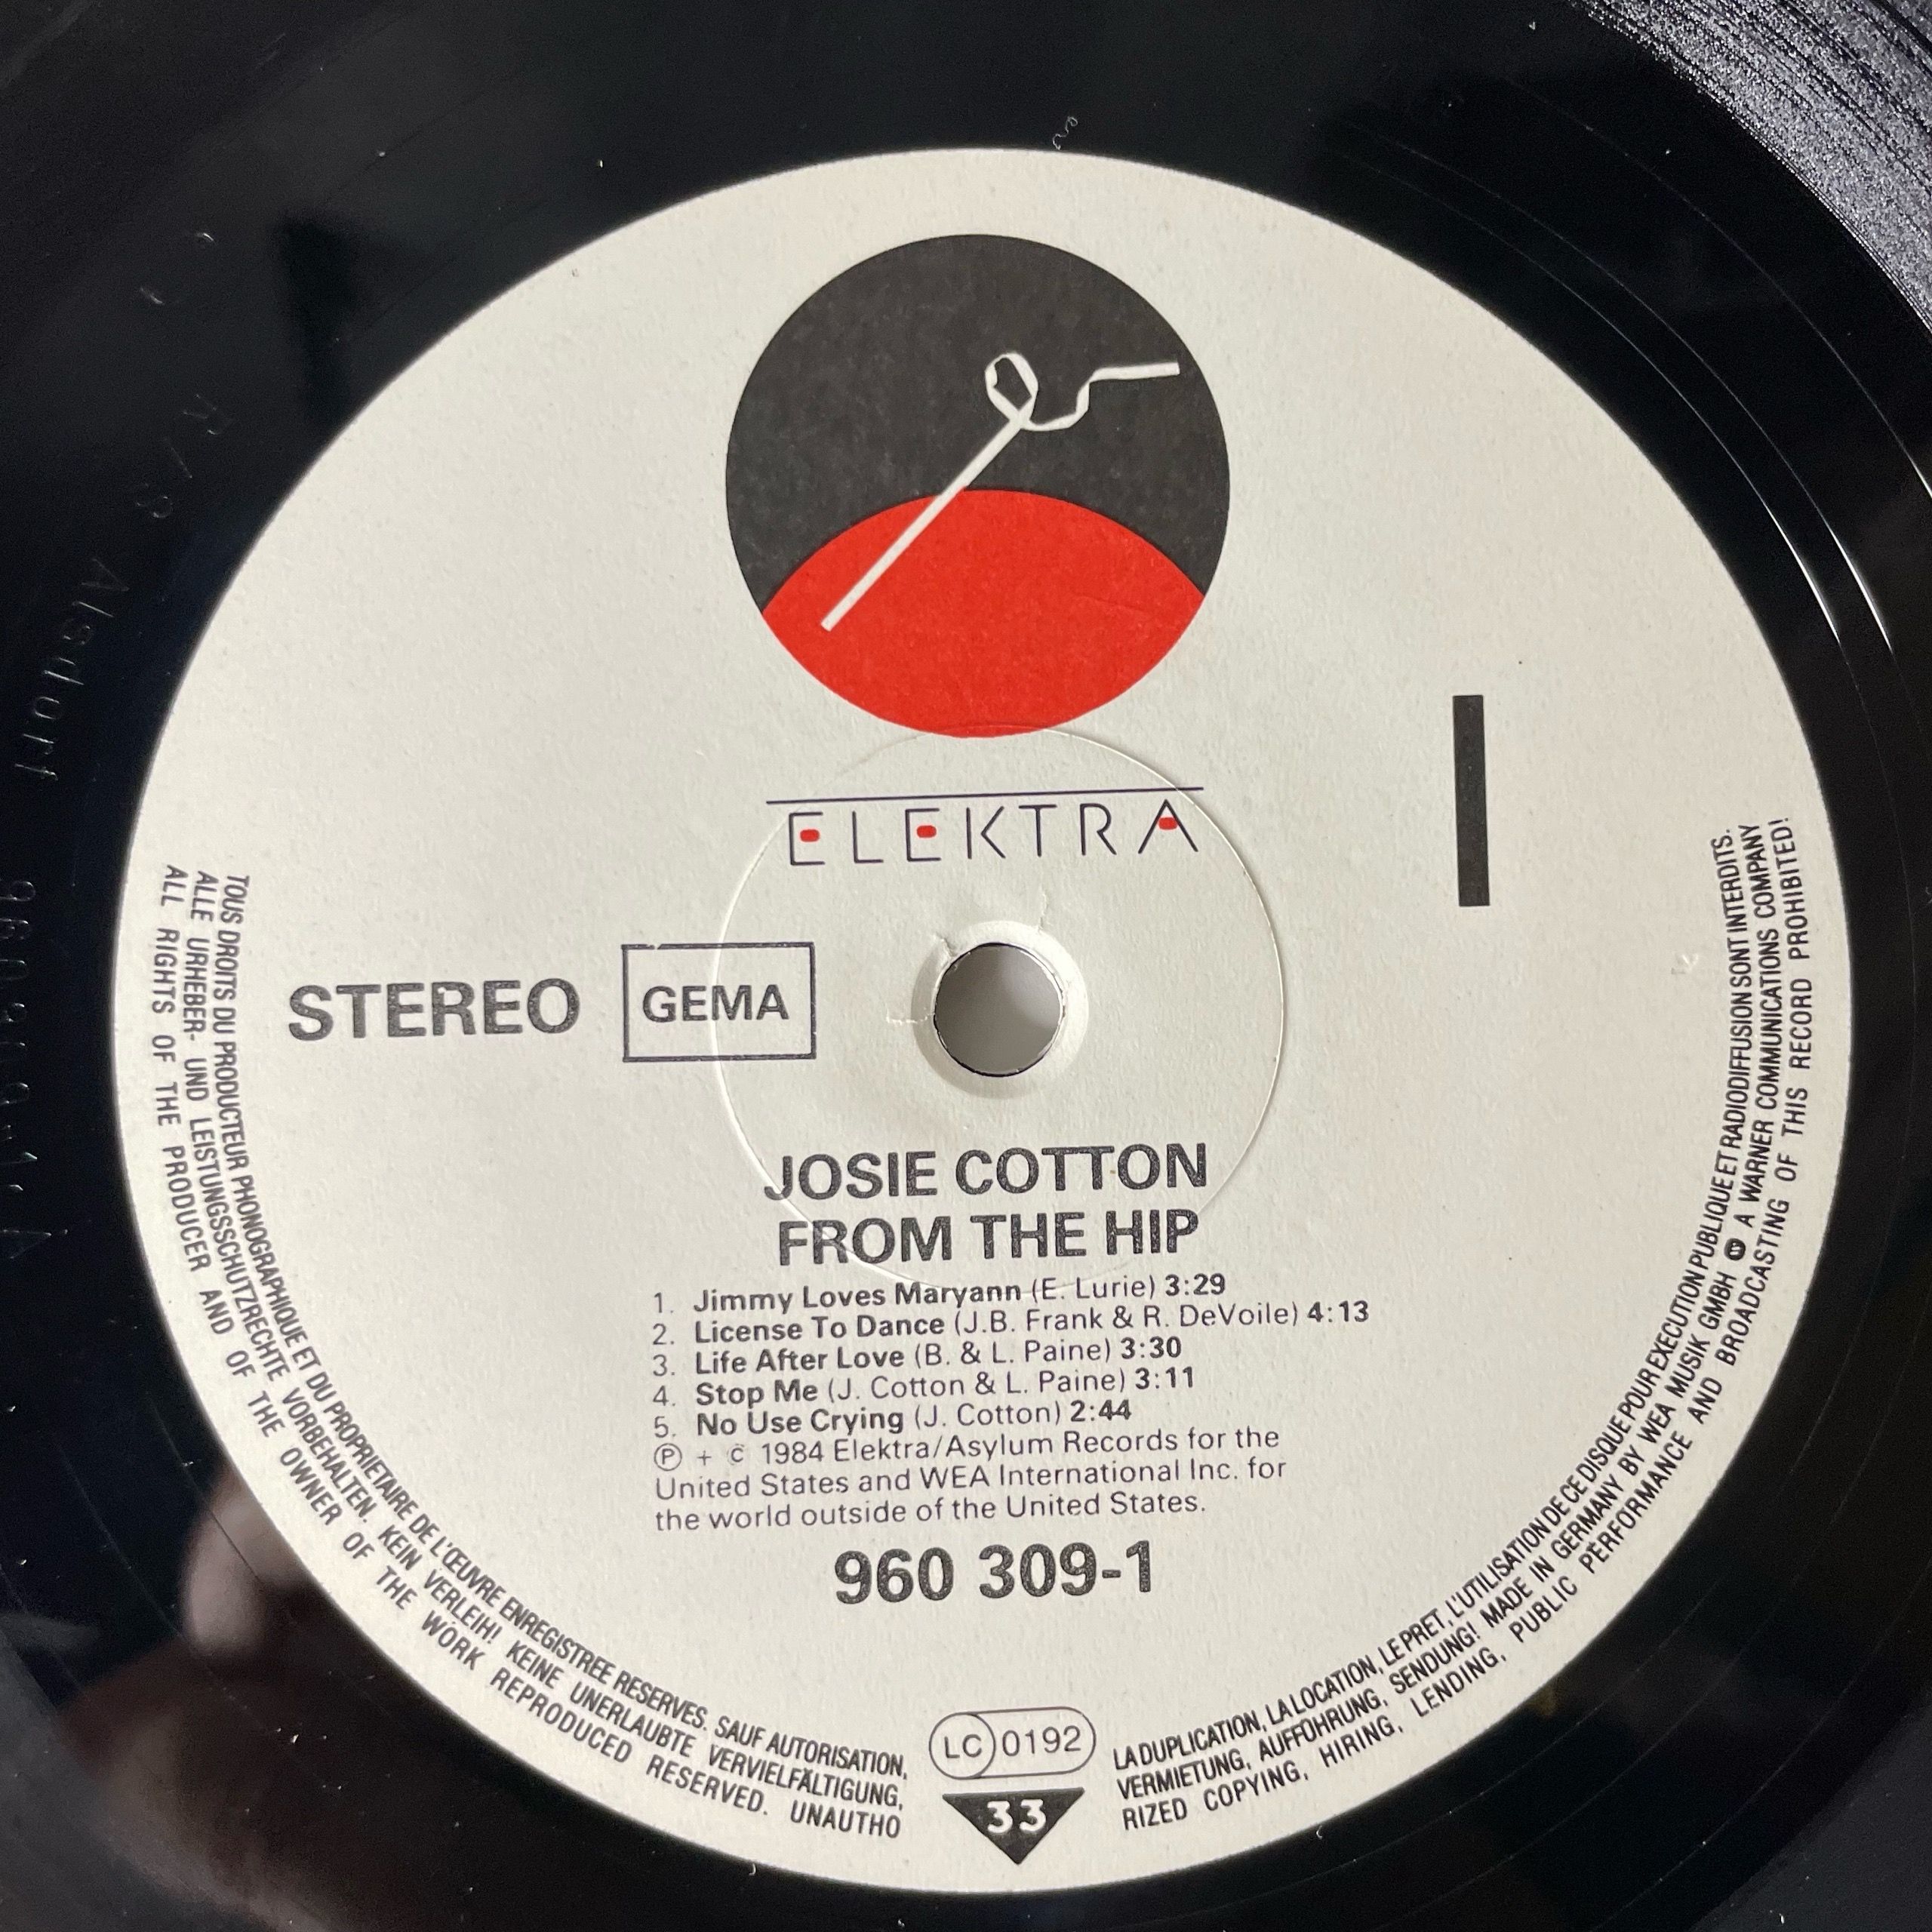 ELEKTRA
I
STEREO
GEMA
JOSIE COTTON
FROM THE HIP
1. Jimmy Loves Maryann (E. Lurie) 3:29
2. License To Dance (J.B. Frank & R. DeVoile) 4:13
3. Life After Love (B. & L. Paine) 3:30
4. Stop Me (J. Cotton & L. Paine) 3:11
5. No Use Crying (J. Cotton) 2:44
Ⓟ + © 1984 Elektra/Asylum Records for the
United States and WEA International Inc. for
the world outside of the United States.
960 309-1
TOUS DROITS DU PRODUCTEUR PHONOGRAPHIQUE ET DU PROPRIETAIRE DE L'ŒUVRE ENREGISTREE RESERVES. SAUF AUTORISATION,
ALLE URHEBER- UND LEISTUNGSSCHUTZRECHTE VORBEHALTEN. KEIN VERLEIH! KEINE UNERLAUBTE VERVIELFÄLTIGUNG,
ALL RIGHTS OF THE PRODUCER AND OF THE OWNER OF THE WORK REPRODUCED RESERVED. UNAUTHO
LC 0192
33
LA DUPLICATION, LA LOCATION, LE PRET, L'UTILISATION DE CE DISQUE POUR EXECUTION PUBLIQUE ET RADIODIFFUSION SONT INTERDITS.
VERMIETUNG, AUFFÜHRUNG, SENDUNG! MADE IN GERMANY BY WEA MUSIK GMBH A WARNER COMMUNICATIONS COMPANY
RIZED COPYING, HIRING, LENDING, PUBLIC PERFORMANCE AND BROADCASTING OF THIS RECORD PROHIBITED!
R/S Alsdorf